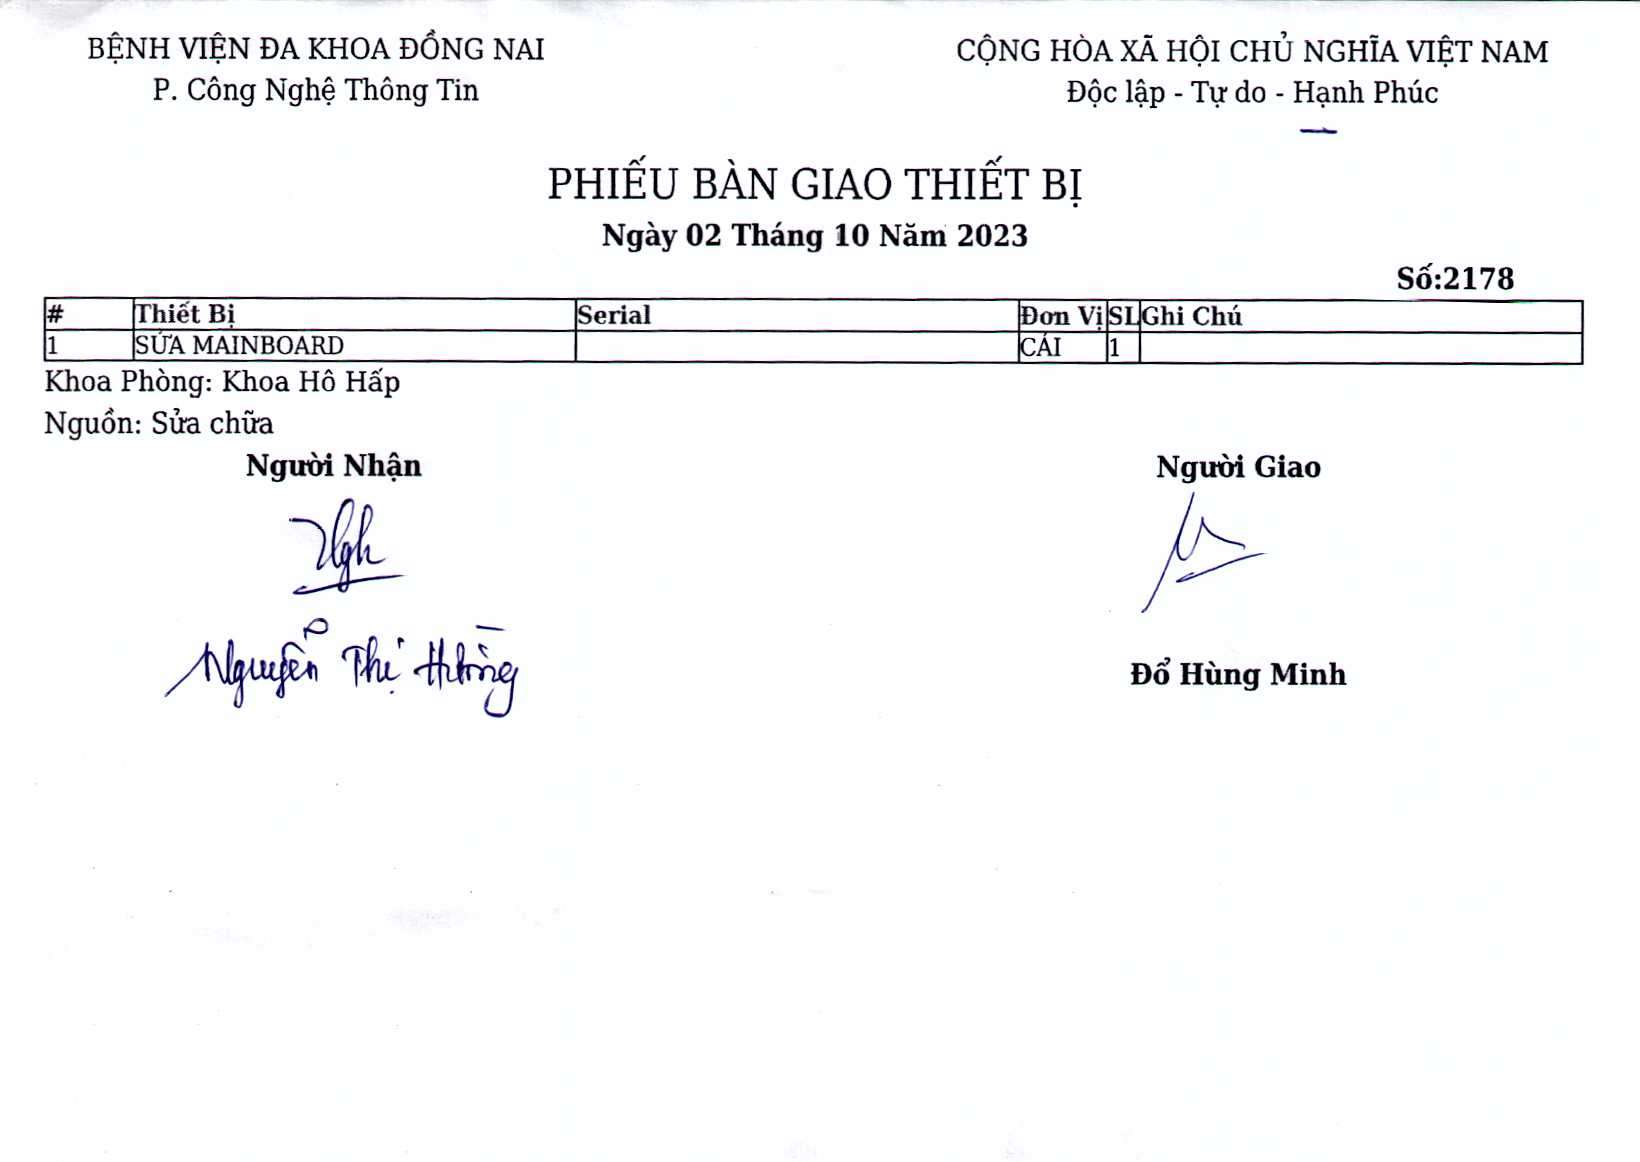 BỆNH VIỆN ĐA KHOA ĐỒNG NAI
P. Công Nghệ Thông Tin
CỘNG HÒA XÃ HỘI CHỦ NGHĨA VIỆT NAM
Độc lập - Tự do - Hạnh Phúc
PHIẾU BÀN GIAO THIẾT BỊ
Ngày 02 Tháng 10 Năm 2023
Số:2178
# Thiết Bị Serial Đơn Vị SL Ghi Chú
1 SỬA MAINBOARD CÁI 1
Khoa Phòng: Khoa Hô Hấp
Nguồn: Sửa chữa
Người Nhận Người Giao
Nguyễn Thị
Đổ Hùng Minh